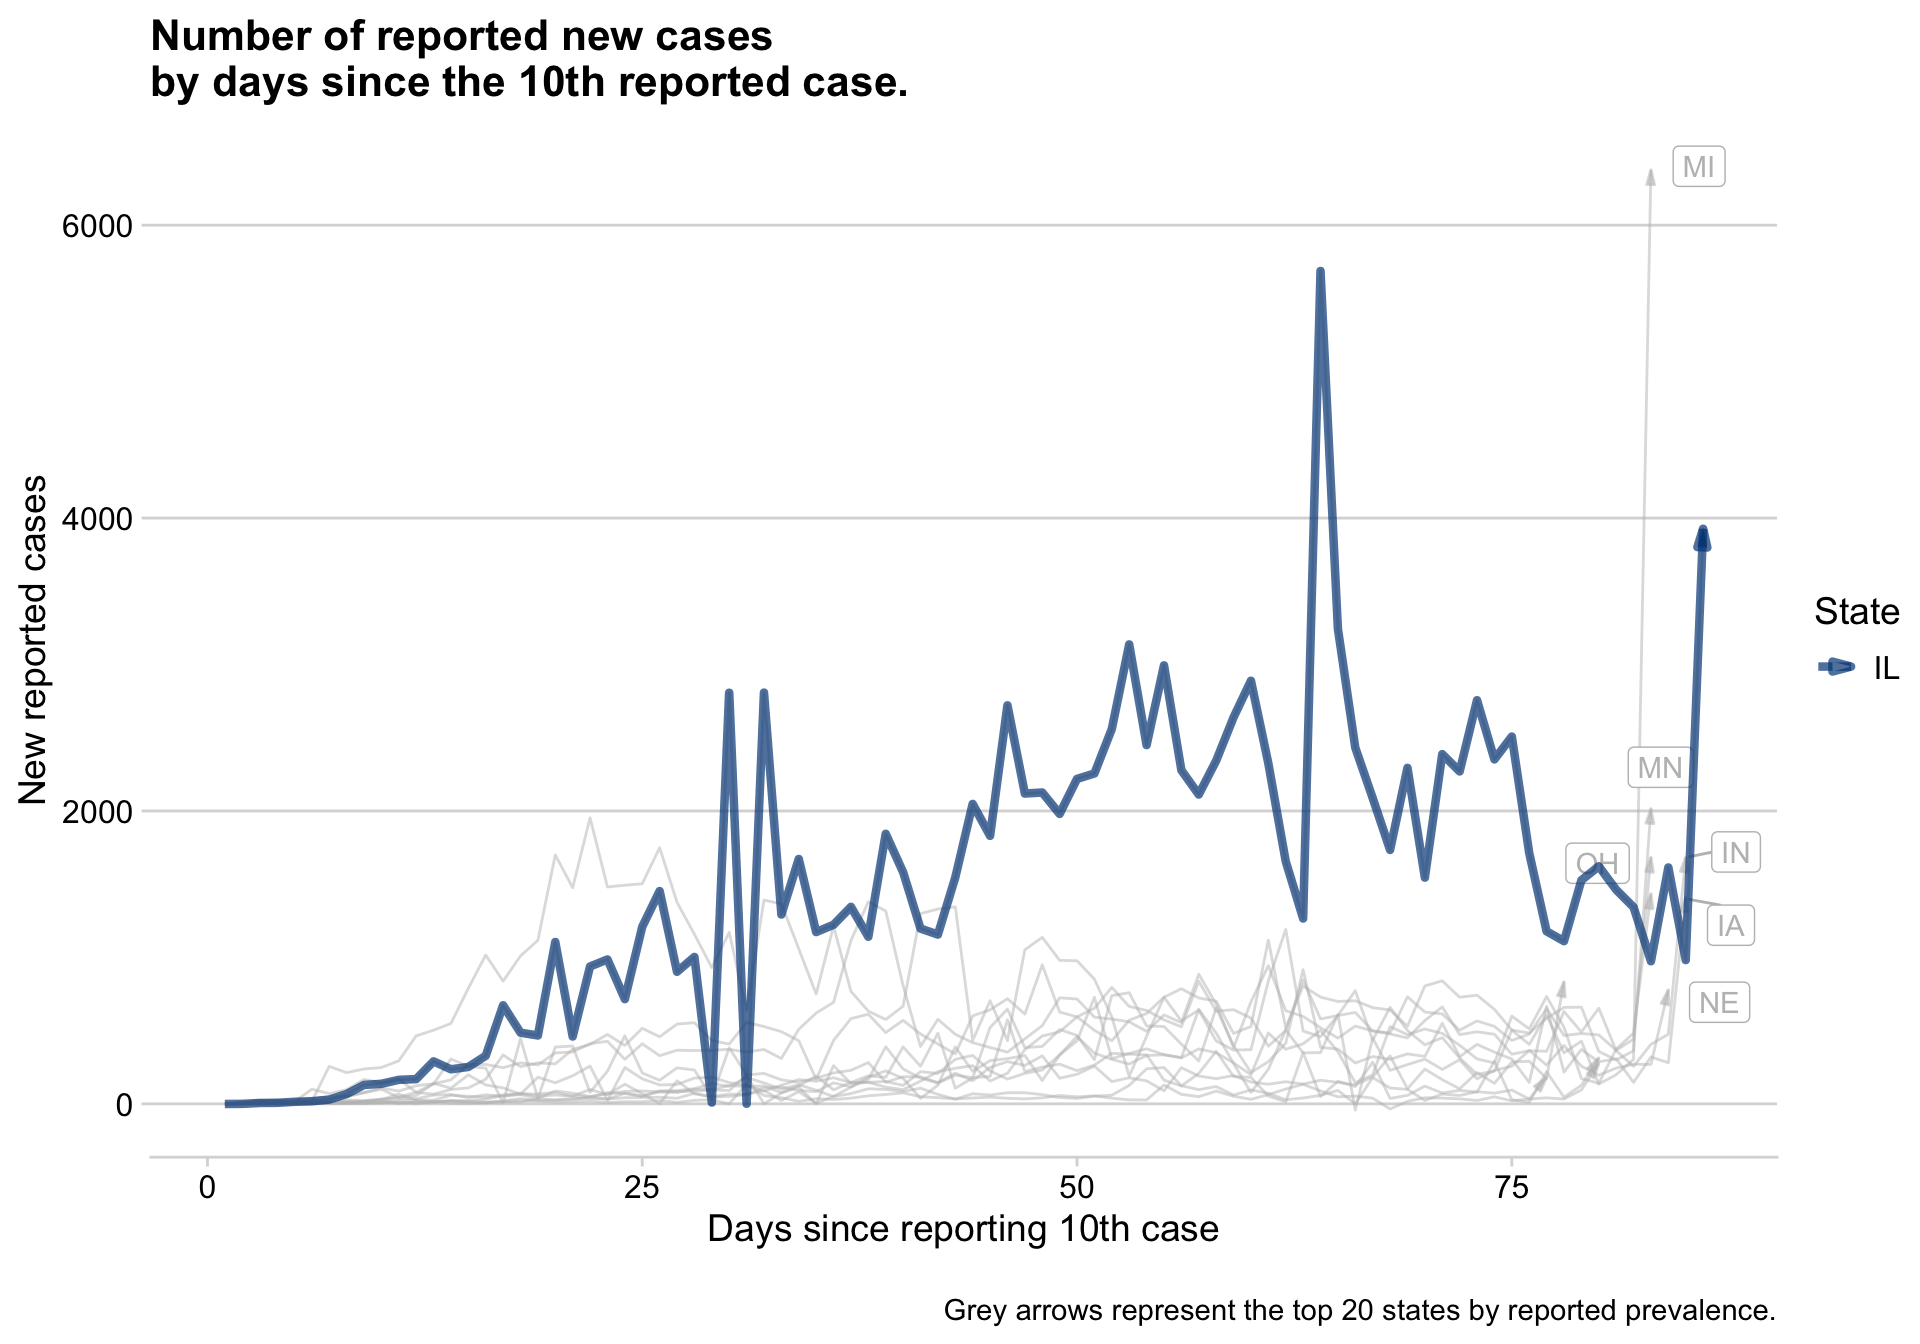 Number of reported new cases
by days since the 10th reported case.
MI
6000
4000
2000
0
New reported cases
MN
OH
IN
IA
NE
State
IL
0
25
50
75
Days since reporting 10th case
Grey arrows represent the top 20 states by reported prevalence.